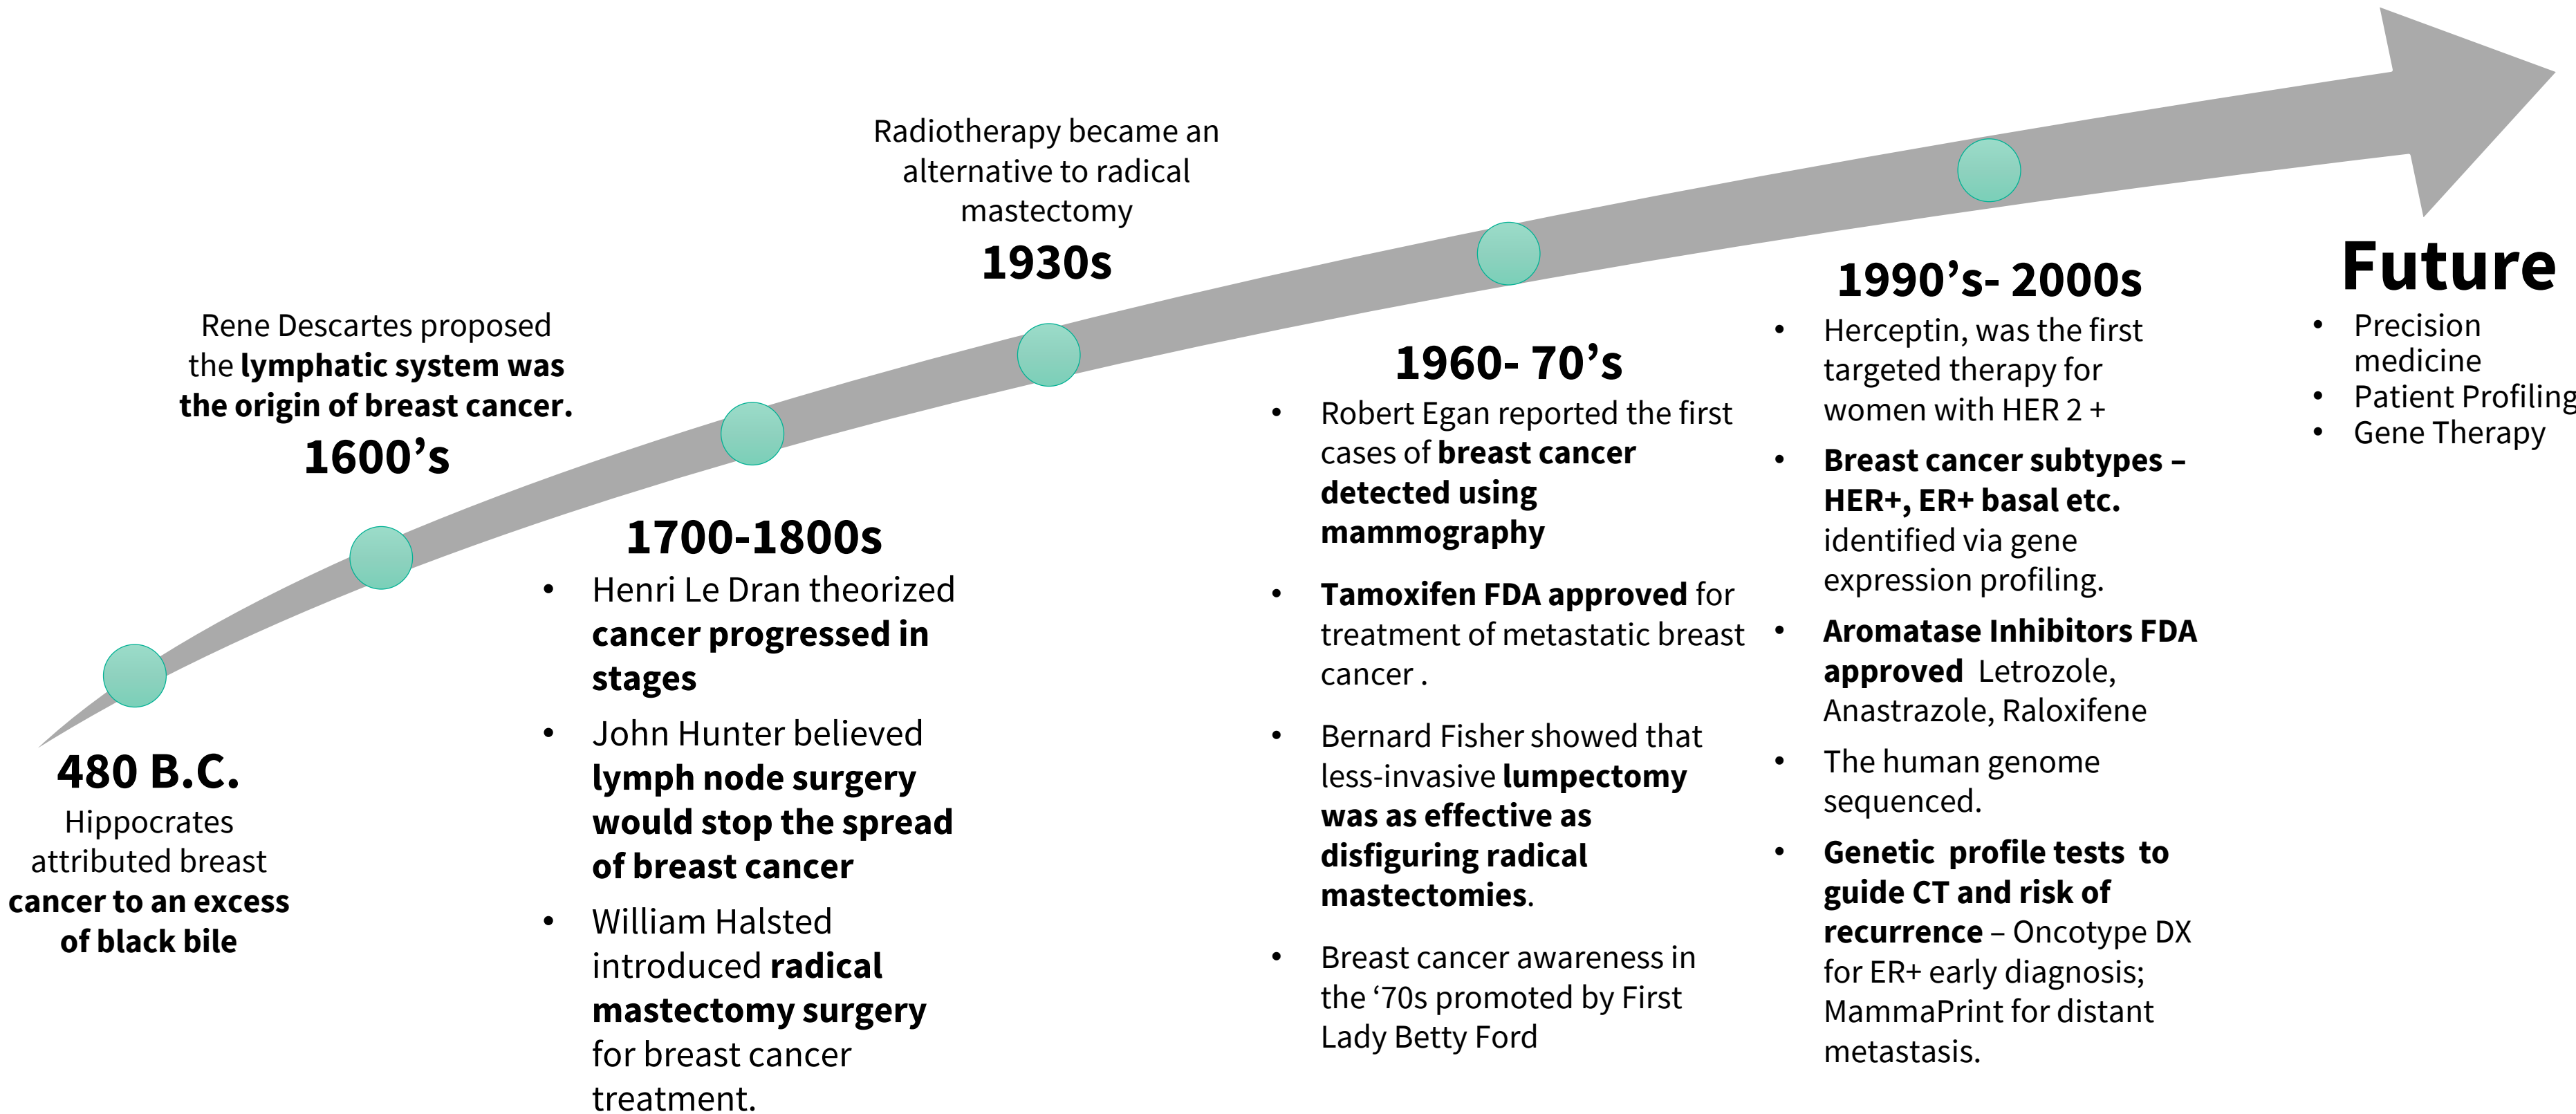 480 B.C.
Hippocrates
attributed breast
cancer to an excess
of black bile
Rene Descartes proposed
the lymphatic system was
the origin of breast cancer.
1600’s
1700-1800s
• Henri Le Dran theorized
cancer progressed in
stages
• John Hunter believed
lymph node surgery
would stop the spread
of breast cancer
• William Halsted
introduced radical
mastectomy surgery
for breast cancer
treatment.
Radiotherapy became an
alternative to radical
mastectomy
1930s
1960- 70’s
• Robert Egan reported the first
cases of breast cancer
detected using
mammography
• Tamoxifen FDA approved for
treatment of metastatic breast
cancer .
• Bernard Fisher showed that
less-invasive lumpectomy
was as effective as
disfiguring radical
mastectomies.
• Breast cancer awareness in
the ‘70s promoted by First
Lady Betty Ford
1990’s- 2000s
• Herceptin, was the first
targeted therapy for
women with HER 2 +
• Breast cancer subtypes –
HER+, ER+ basal etc.
identified via gene
expression profiling.
• Aromatase Inhibitors FDA
approved  Letrozole,
Anastrazole, Raloxifene
• The human genome
sequenced.
• Genetic  profile tests  to
guide CT and risk of
recurrence – Oncotype DX
for ER+ early diagnosis;
MammaPrint for distant
metastasis.
Future
• Precision
medicine
• Patient Profiling
• Gene Therapy